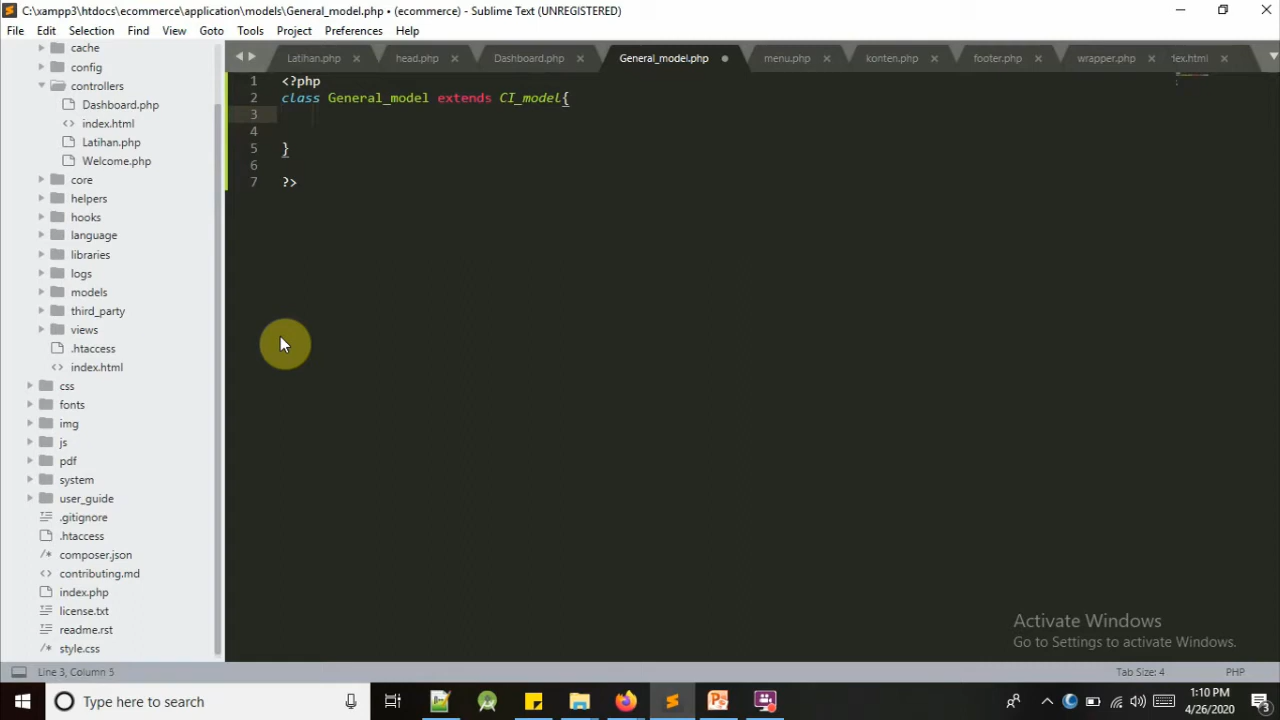 C:\xampp3\htdocs\ecommerce\application\models\General_model.php • (ecommerce) - Sublime Text (UNREGISTERED)
File Edit Selection Find View Goto Tools Project Preferences Help
Latihan.php head.php Dashboard.php General_model.php menu.php konten.php footer.php wrapper.php dex.html
cache
config
controllers
Dashboard.php
<> index.html
Latihan.php
Welcome.php
core
helpers
hooks
language
libraries
logs
models
third_party
views
.htaccess
<> index.html
css
fonts
img
js
pdf
system
user_guide
.gitignore
.htaccess
/* composer.json
<> contributing.md
index.php
license.txt
readme.rst
/* style.css
1 <?php
2 class General_model extends CI_model{
3
4
5 }
6
7 ?>
Activate Windows
Go to Settings to activate Windows.
Line 3, Column 5
Tab Size: 4
PHP
Type here to search
1:10 PM
4/26/2020
3